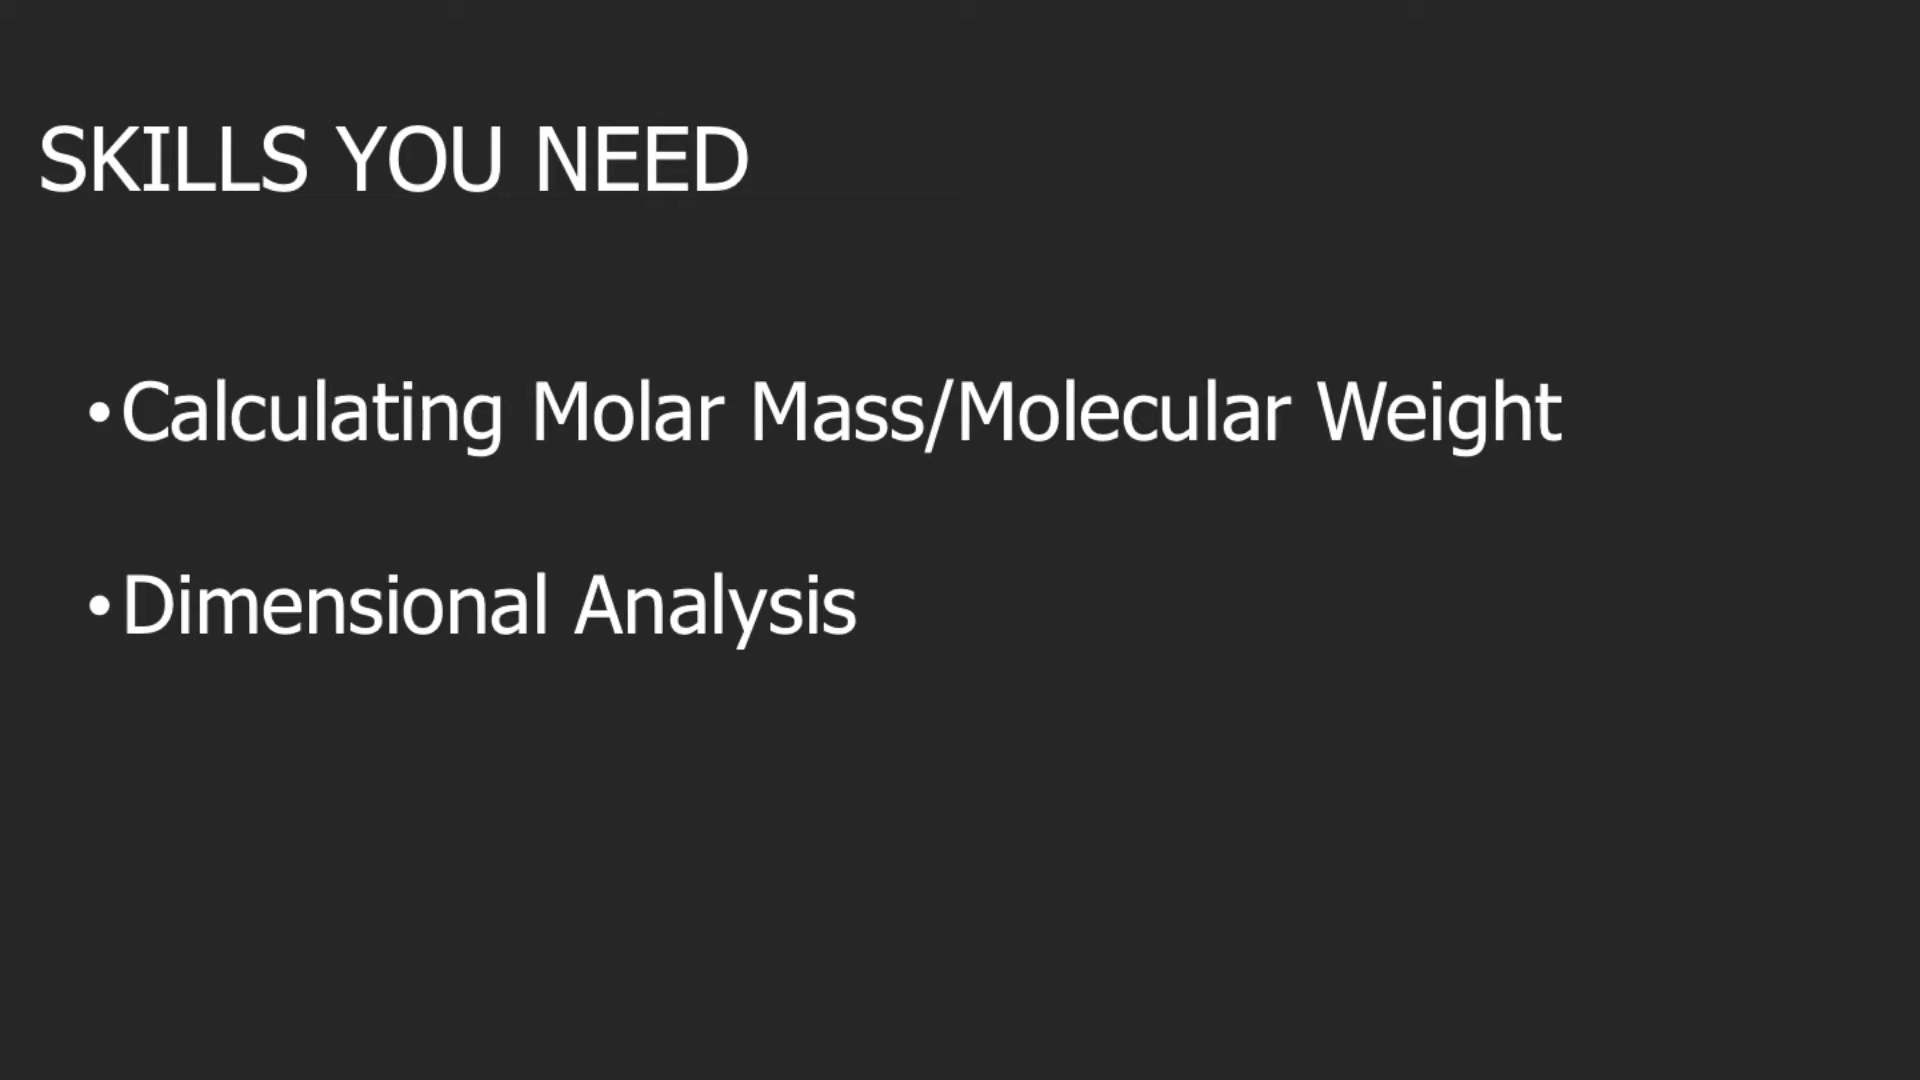 SKILLS YOU NEED
•Calculating Molar Mass/Molecular Weight
•Dimensional Analysis